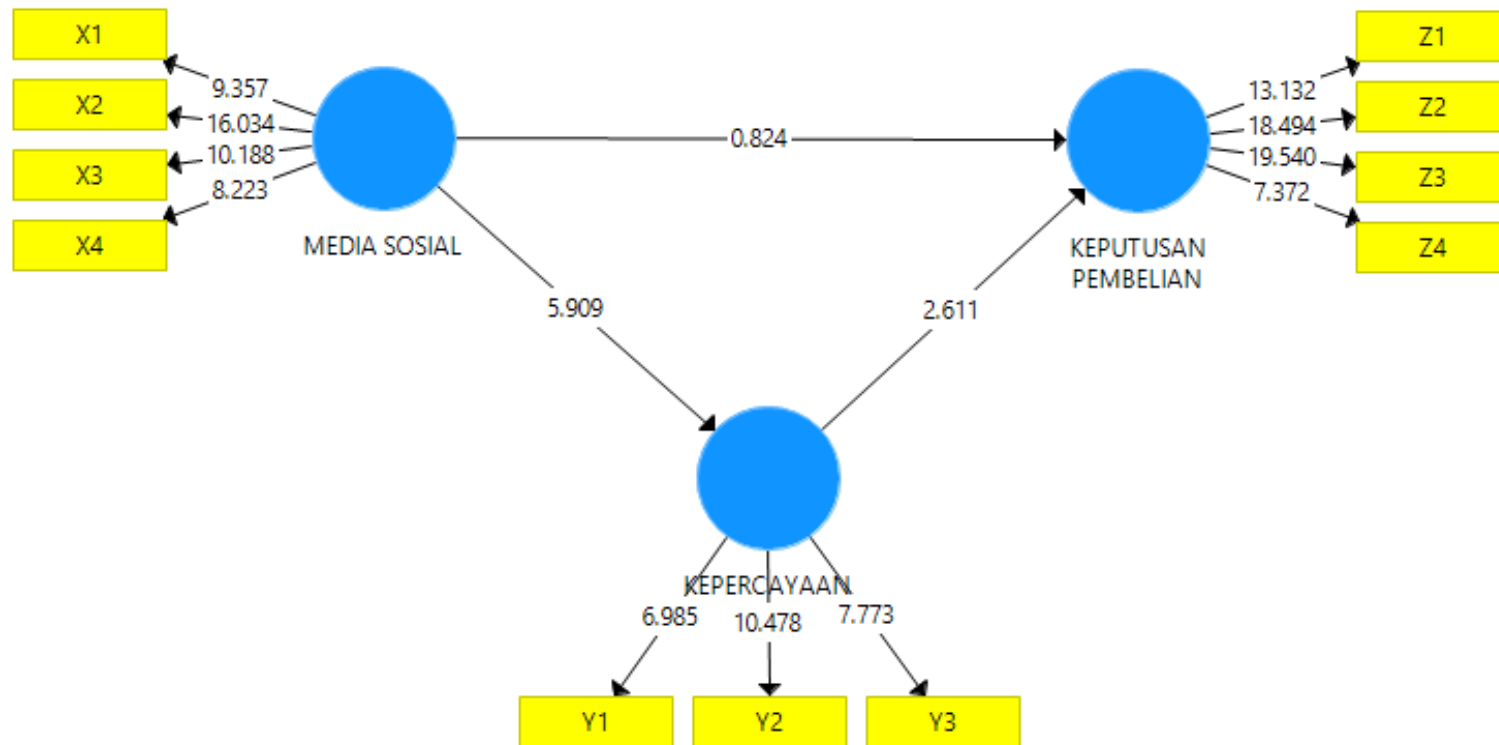 X1
X2
X3
X4
9.357
16.034
10.188
8.223
MEDIA SOSIAL
0.824
5.909
2.611
KEPUTUSAN
PEMBELIAN
13.132
18.494
19.540
7.372
Z1
Z2
Z3
Z4
KEPERCAYAAN
6.985
10.478
7.773
Y1
Y2
Y3